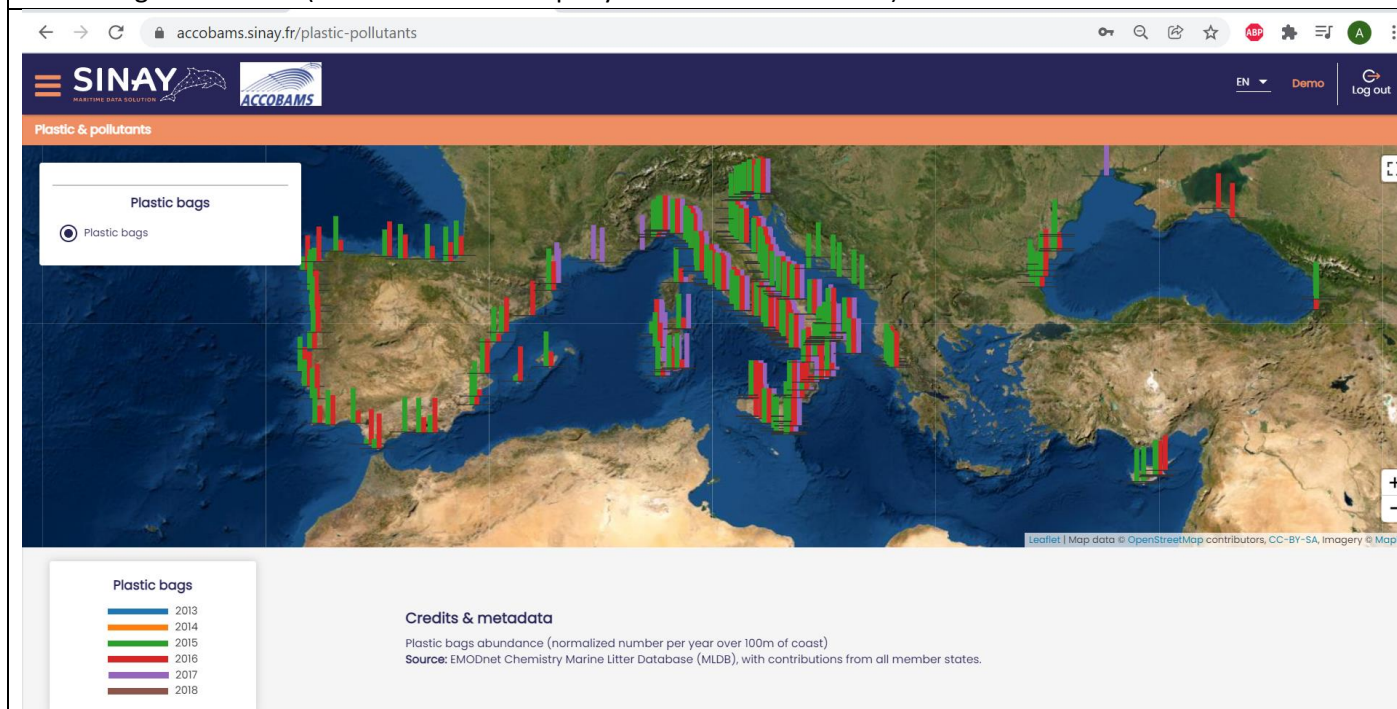 accobams.sinay.fr/plastic-pollutants
ABP
A
SINAY
MARITIME DATA SOLUTION
ACCOBAMS
EN
Demo
Log out
Plastic & pollutants
Plastic bags
Plastic bags
+
-
Leaflet | Map data © OpenStreetMap contributors, CC-BY-SA, Imagery © Map
Plastic bags
2013
2014
2015
2016
2017
2018
Credits & metadata
Plastic bags abundance (normalized number per year over 100m of coast)
Source: EMODnet Chemistry Marine Litter Database (MLDB), with contributions from all member states.